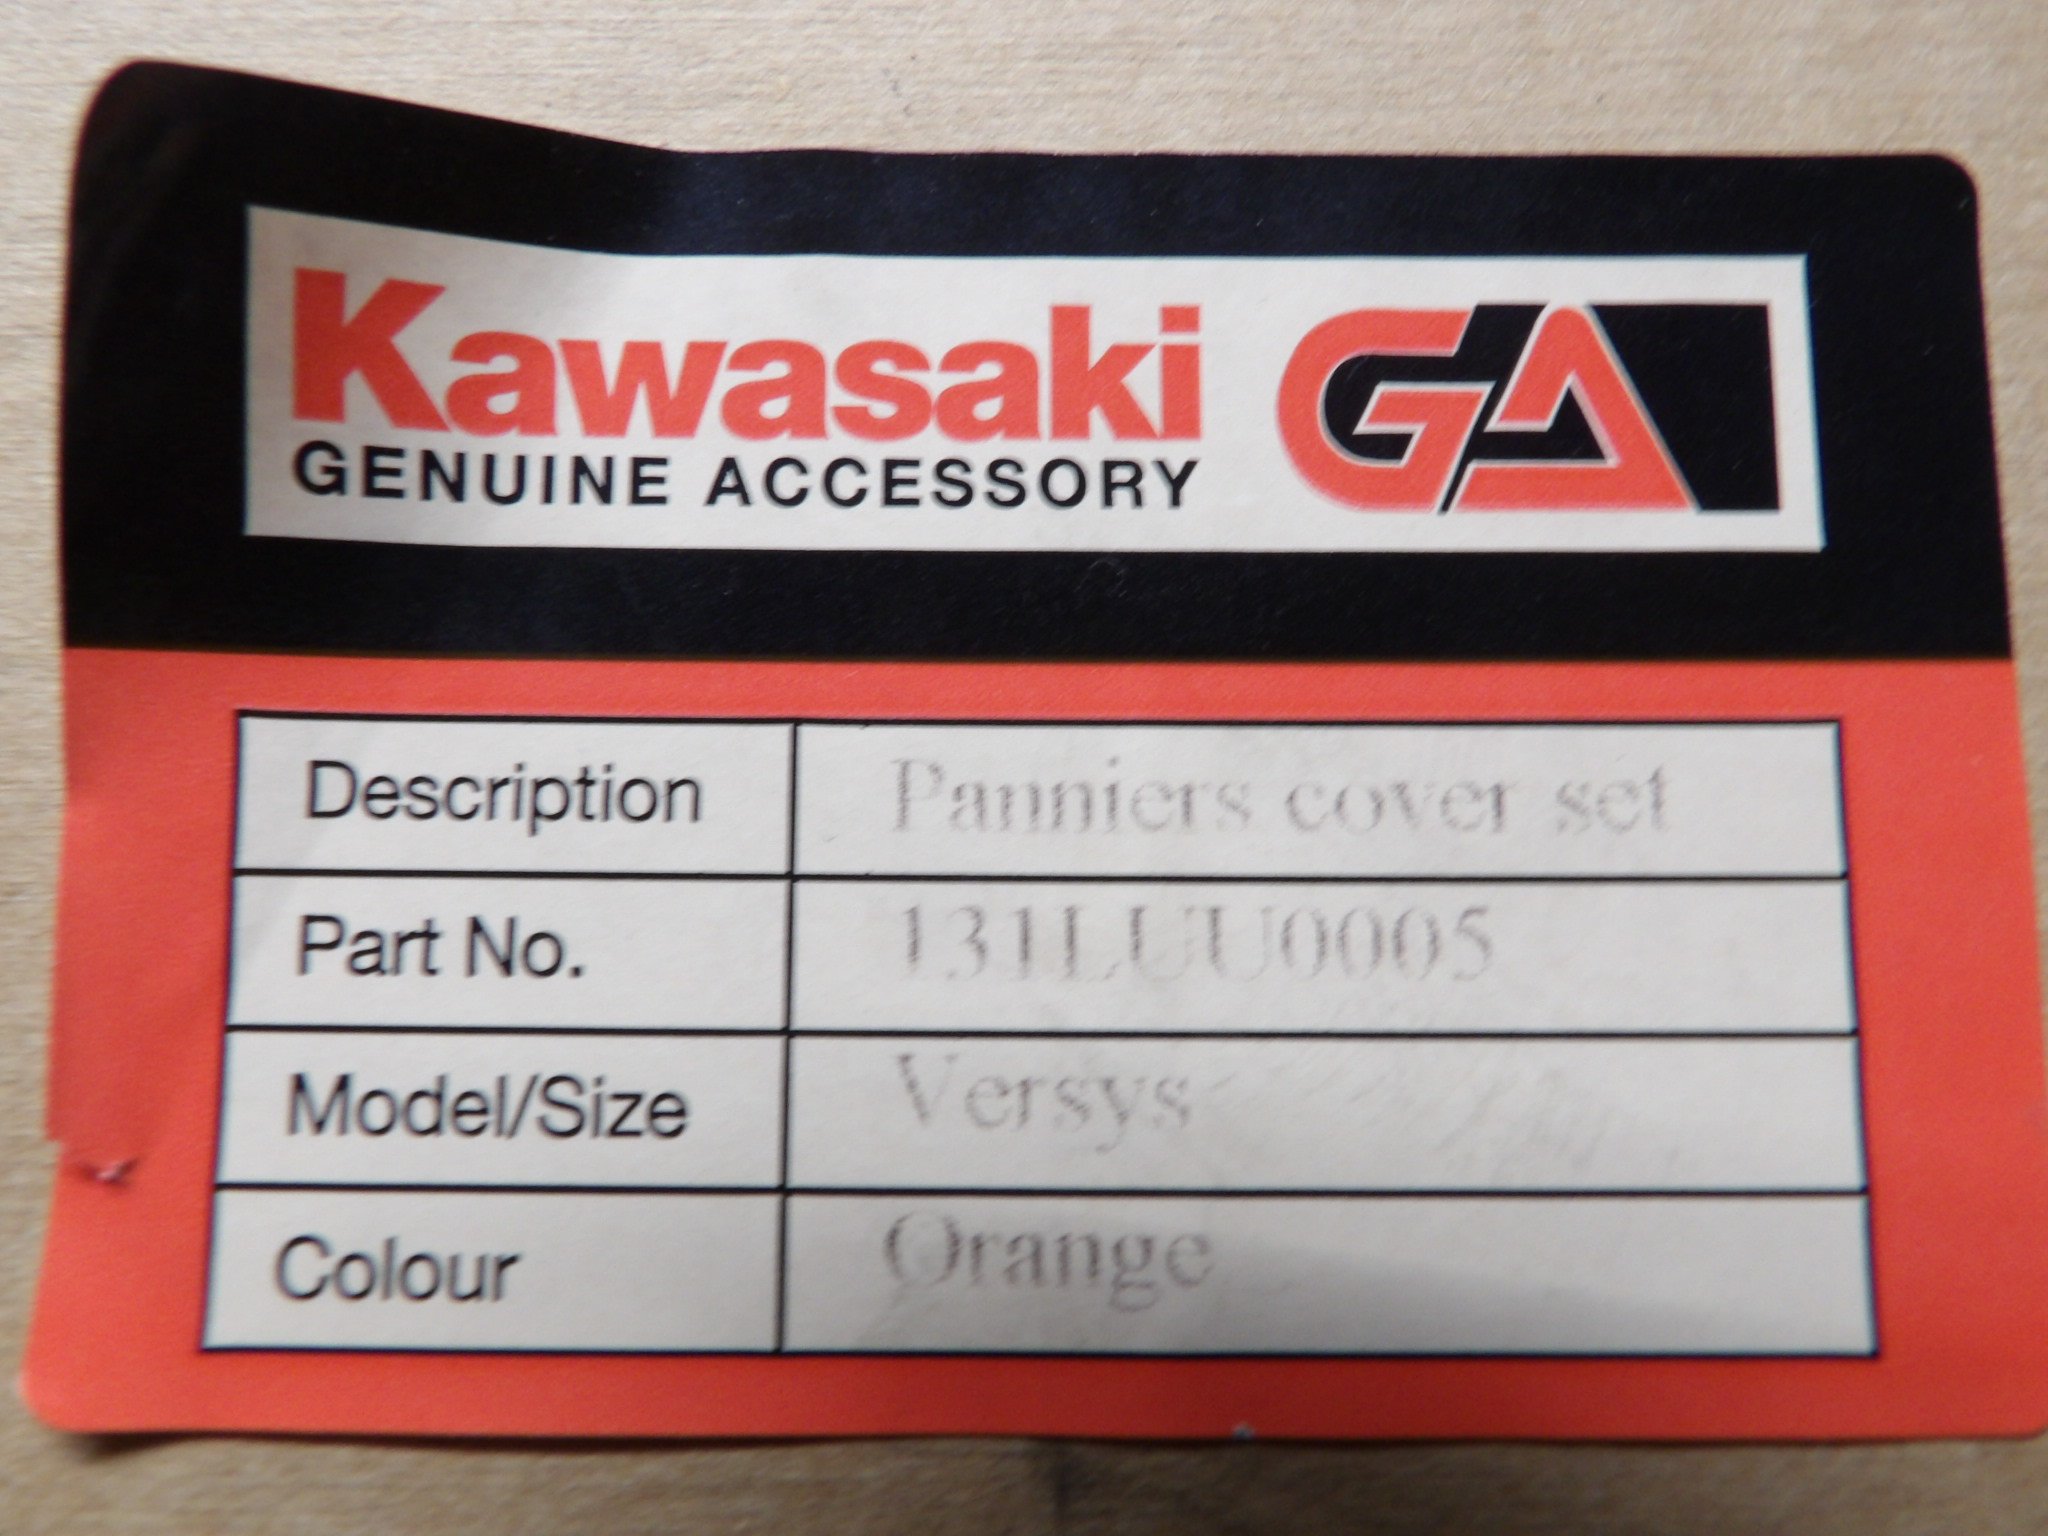 Kawasaki GA
GENUINE ACCESSORY
Description Panniers cover set
Part No. 131LUU0005
Model/Size Versys
Colour Orange